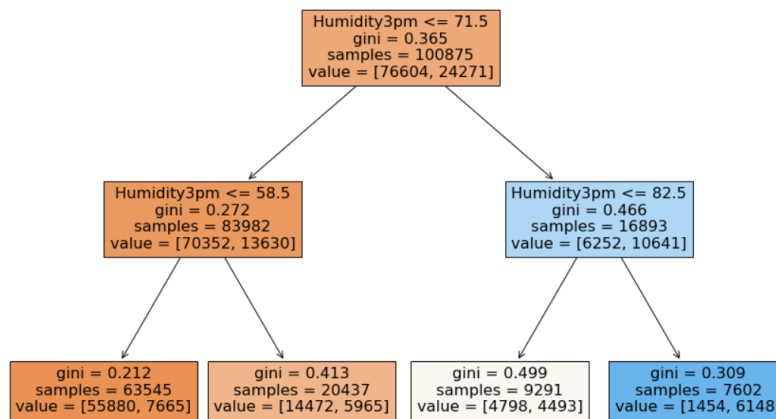 Humidity3pm <= 71.5
gini = 0.365
samples = 100875
value = [76604, 24271]
Humidity3pm <= 58.5
gini = 0.272
samples = 83982
value = [70352, 13630]
Humidity3pm <= 82.5
gini = 0.466
samples = 16893
value = [6252, 10641]
gini = 0.212
samples = 63545
value = [55880, 7665]
gini = 0.413
samples = 20437
value = [14472, 5965]
gini = 0.499
samples = 9291
value = [4798, 4493]
gini = 0.309
samples = 7602
value = [1454, 6148]